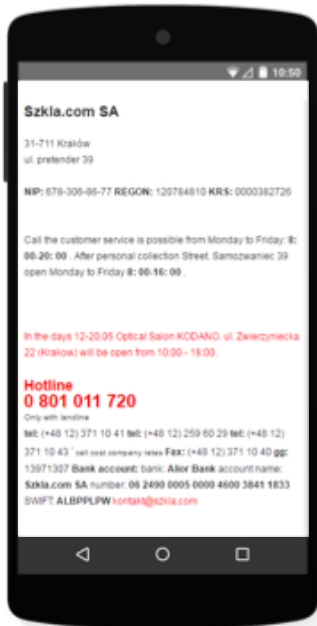 10:50
Szkla.com SA
31-711 Kraków
ul. pretender 39
NIP: 678-306-86-77 REGON: 120784810 KRS: 0000382726
Call the customer service is possible from Monday to Friday: 8:
00-20: 00 . After personal collection Street. Samozwaniec 39
open Monday to Friday 8: 00-16: 00 .
In the days 12-20.05 Optical Salon KODANO, ul. Zwierzyniecka
22 (Krakow) will be open from 10:00 - 18:00.
Hotline
0 801 011 720
Only with landline
tel: (+48 12) 371 10 41 tel: (+48 12) 259 60 29 tel: (+48 12)
371 10 43 * call cost company rates Fax: (+48 12) 371 10 40 gg:
13971307 Bank account: bank: Alior Bank account name:
Szkla.com SA number: 06 2490 0005 0000 4600 3841 1833
SWIFT: ALBPPLPW kontakt@szkla.com